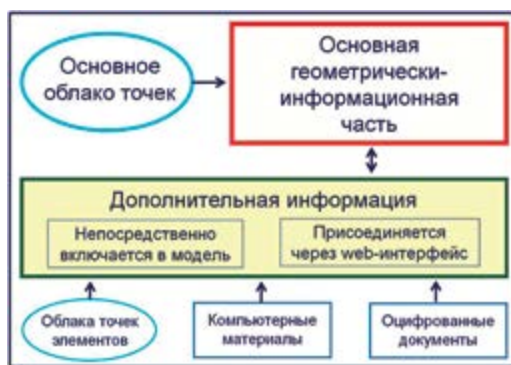 Основное
облако точек
Основная
геометрически-
информационная
часть
Дополнительная информация
Непосредственно
включается в модель
Присоединяется
через web-интерфейс
Облака точек
элементов
Компьютерные
материалы
Оцифрованные
документы